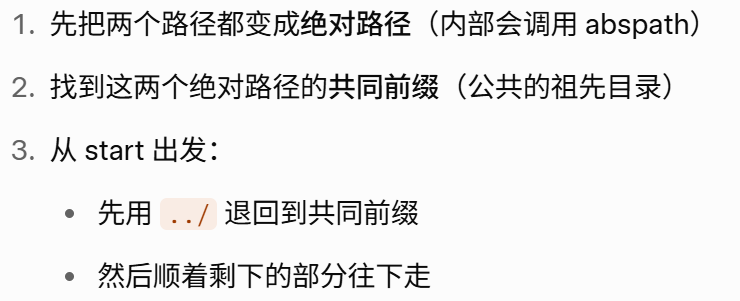 1. 先把两个路径都变成绝对路径（内部会调用 abspath）
2. 找到这两个绝对路径的共同前缀（公共的祖先目录）
3. 从 start 出发：
• 先用 ../ 退回到共同前缀
• 然后顺着剩下的部分往下走